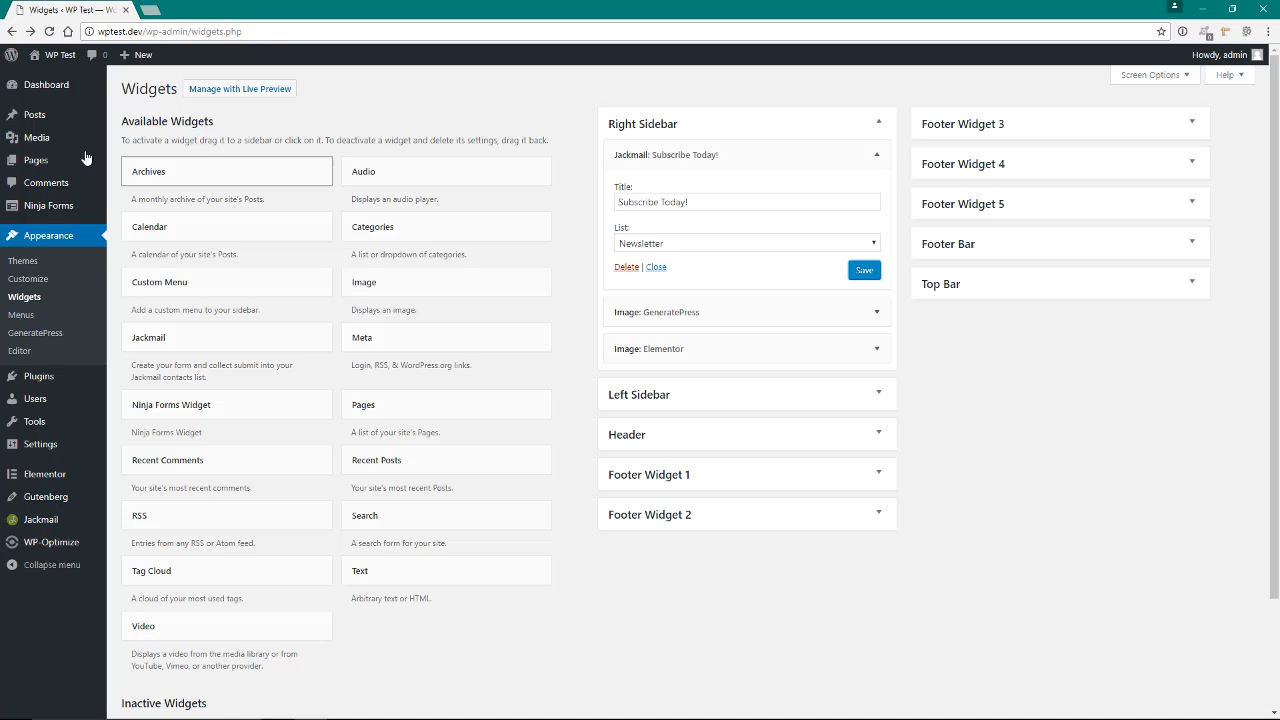 Widgets ‹ WP Test — Wo
wptest.dev/wp-admin/widgets.php
WP Test 0 New
Howdy, admin
Dashboard
Posts
Media
Pages
Comments
Ninja Forms
Appearance
Themes
Customize
Widgets
Menus
GeneratePress
Editor
Plugins
Users
Tools
Settings
Elementor
Gutenberg
Jackmail
WP-Optimize
Collapse menu
Screen Options
Help
Widgets
Manage with Live Preview
Available Widgets
To activate a widget drag it to a sidebar or click on it. To deactivate a widget and delete its settings, drag it back.
Archives
A monthly archive of your site's Posts.
Audio
Displays an audio player.
Calendar
A calendar of your site's Posts.
Categories
A list or dropdown of categories.
Custom Menu
Add a custom menu to your sidebar.
Image
Displays an image.
Jackmail
Create your form and collect submit into your
Jackmail contacts list.
Meta
Login, RSS, & WordPress.org links.
Ninja Forms Widget
Ninja Forms Widget
Pages
A list of your site's Pages.
Recent Comments
Your site's most recent comments.
Recent Posts
Your site's most recent Posts.
RSS
Entries from any RSS or Atom feed.
Search
A search form for your site.
Tag Cloud
A cloud of your most used tags.
Text
Arbitrary text or HTML.
Video
Displays a video from the media library or from
YouTube, Vimeo, or another provider.
Inactive Widgets
Right Sidebar
Jackmail: Subscribe Today!
Title:
Subscribe Today!
List:
Newsletter
Delete | Close
Save
Image: GeneratePress
Image: Elementor
Left Sidebar
Header
Footer Widget 1
Footer Widget 2
Footer Widget 3
Footer Widget 4
Footer Widget 5
Footer Bar
Top Bar